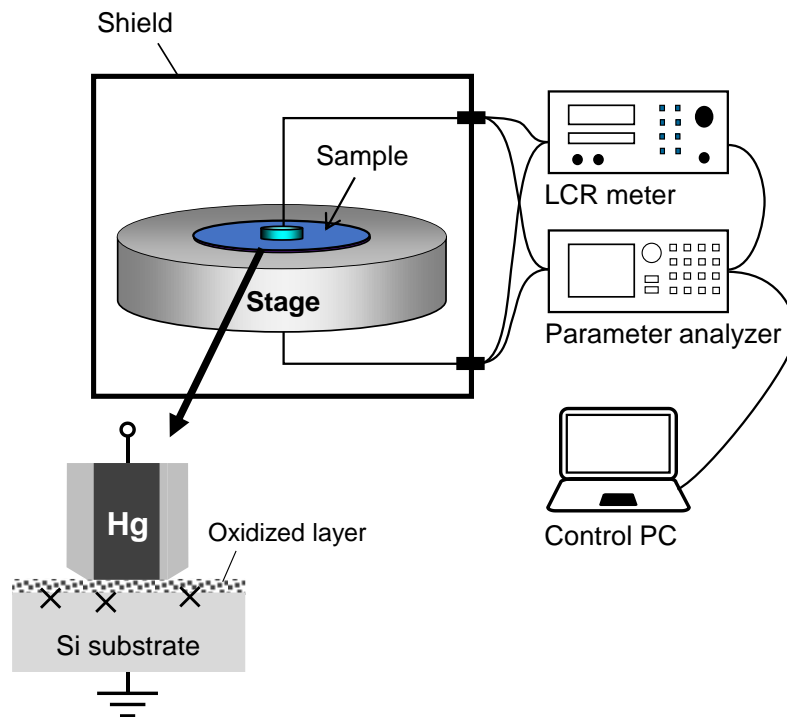 Shield
Sample
LCR meter
Stage
Parameter analyzer
Hg
Oxidized layer
Control PC
Si substrate